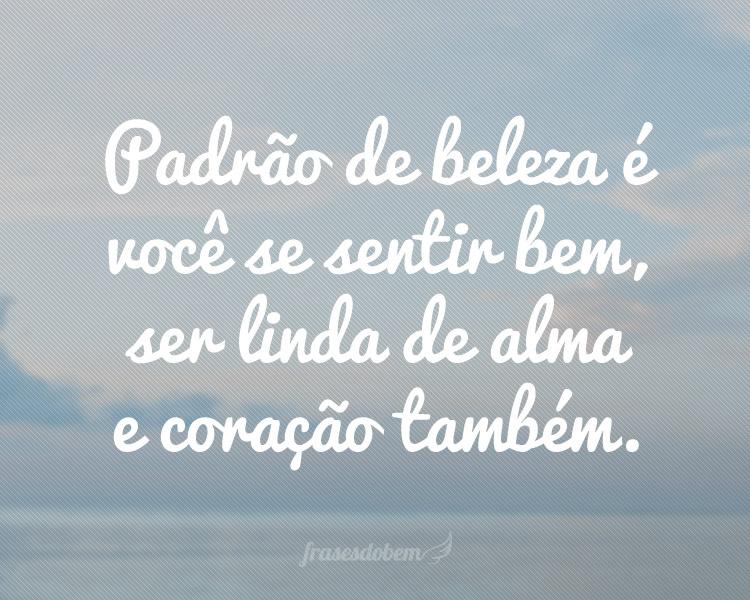 Padrão de beleza é
você se sentir bem,
ser linda de alma
e coração também.
frasesdobem